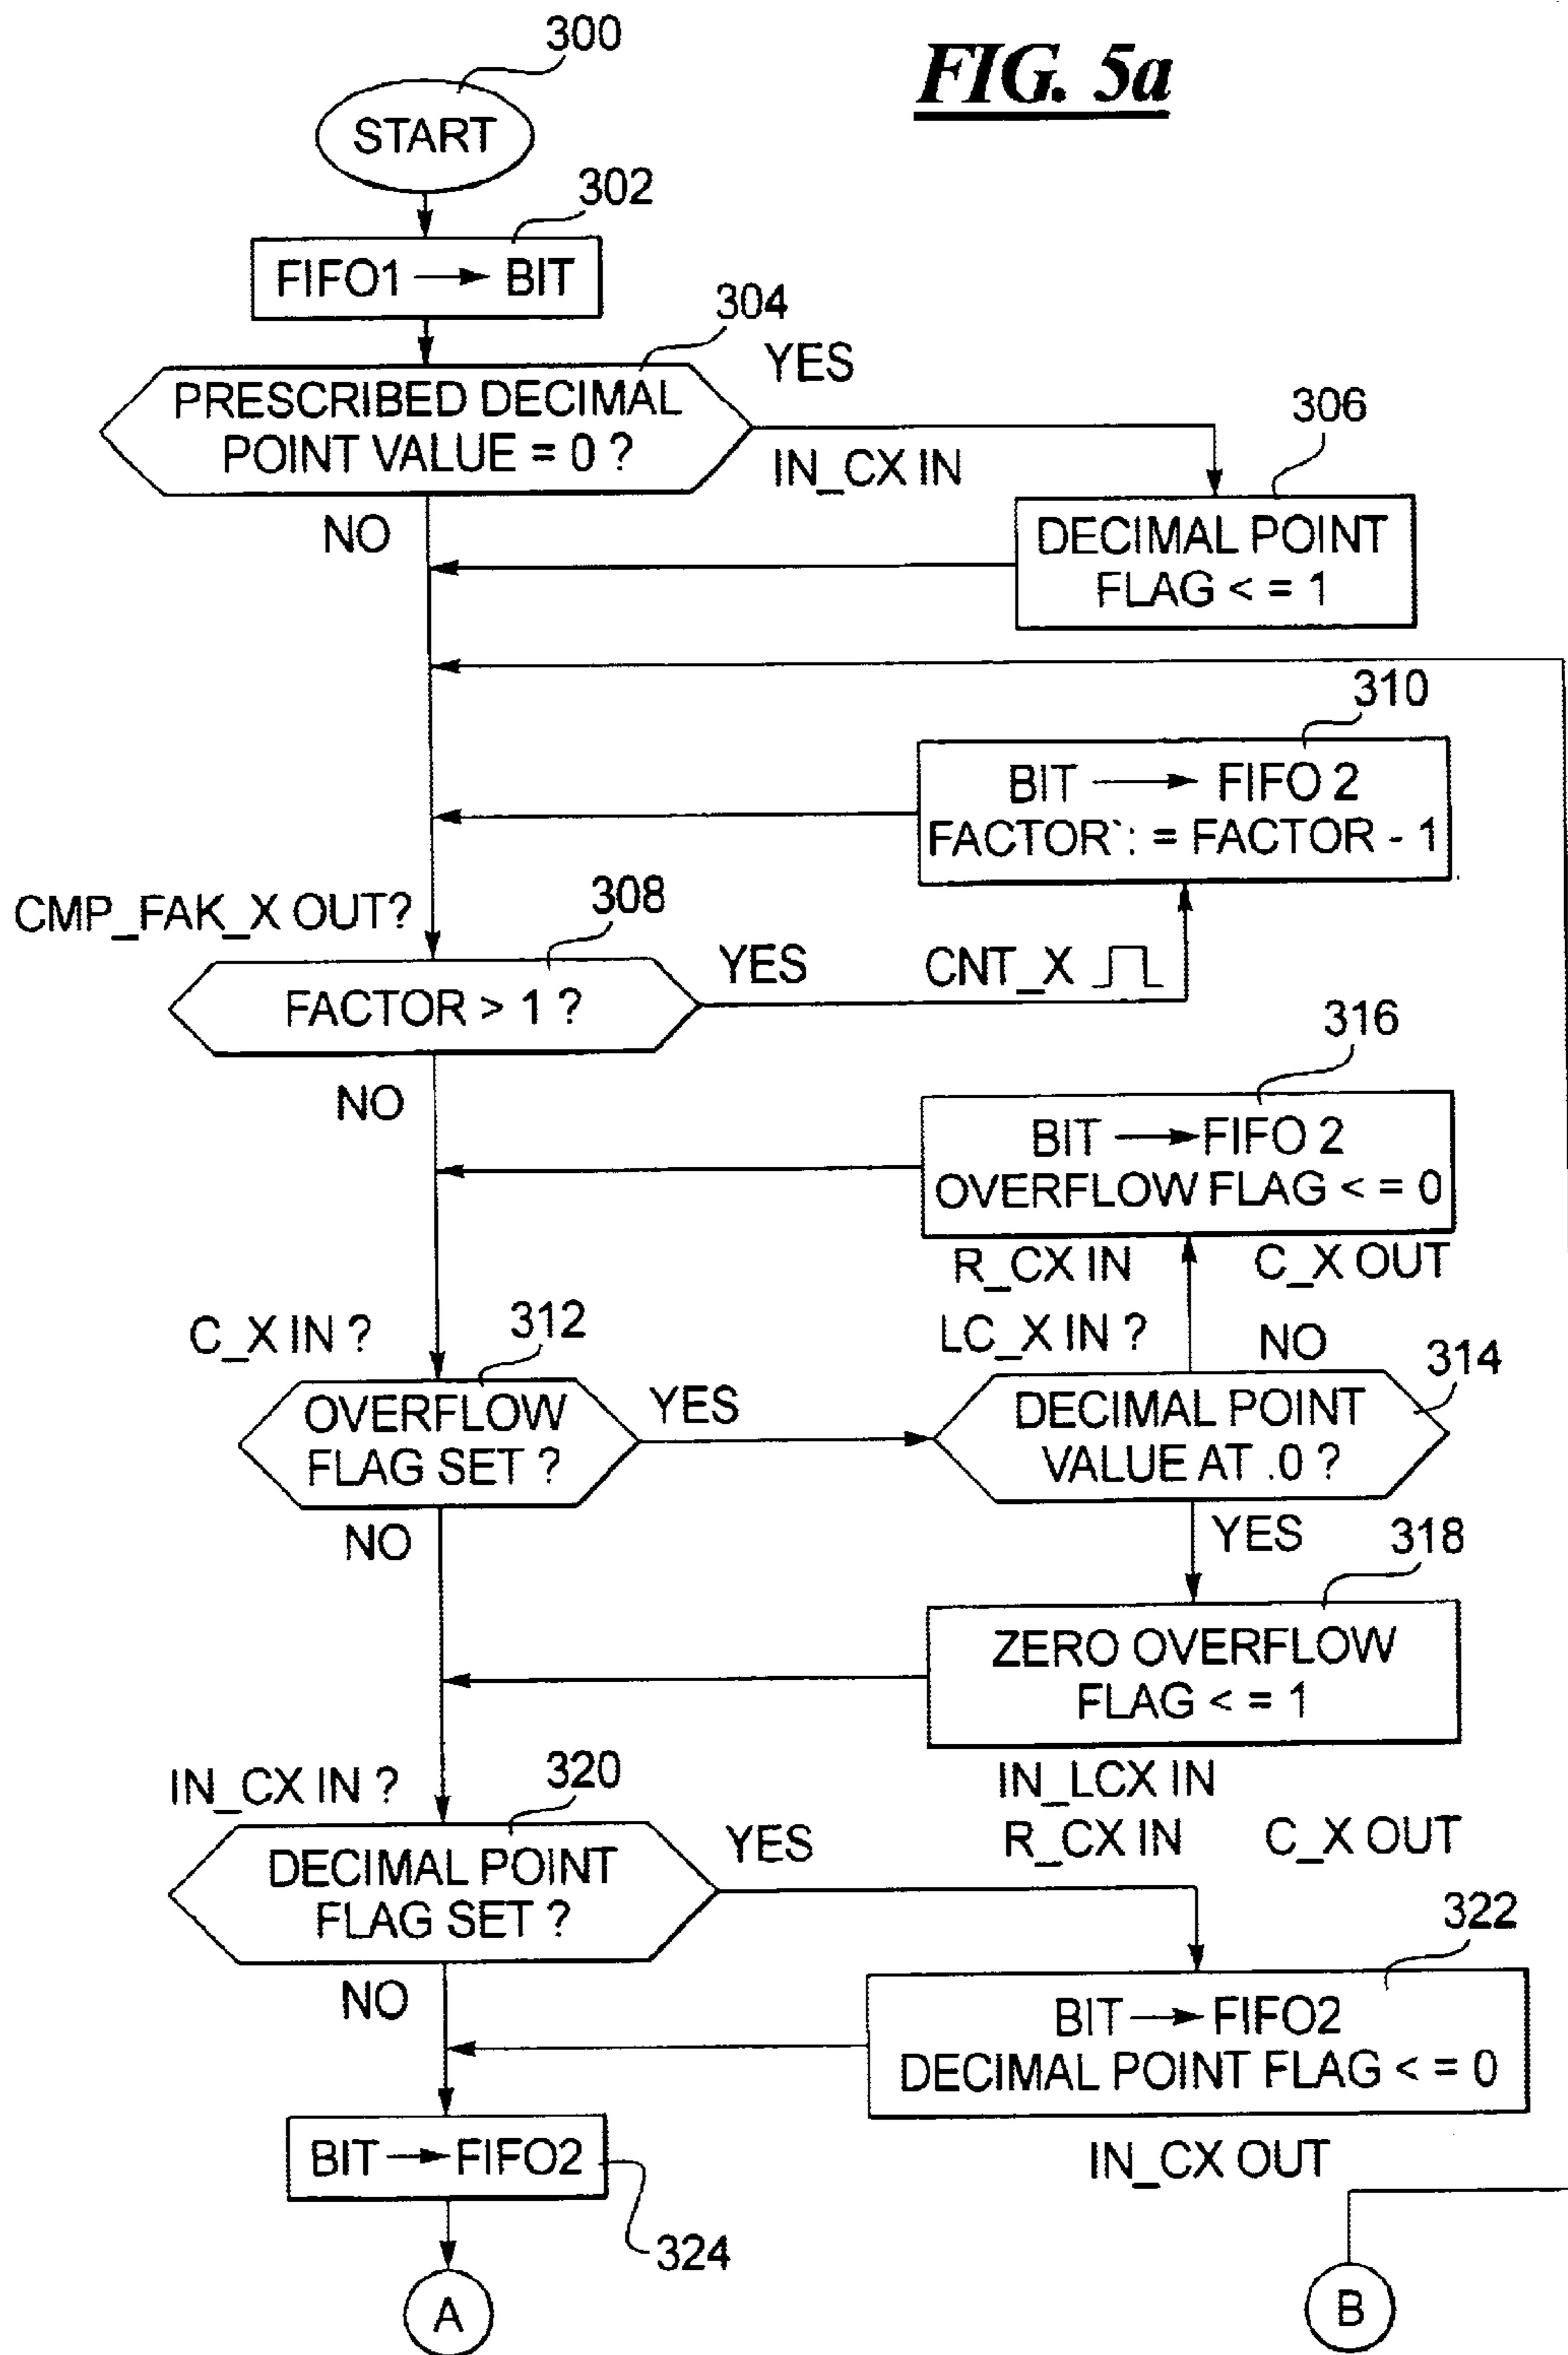 300
FIG. 5a
START
302
FIFO1 → BIT
304
YES
PRESCRIBED DECIMAL
POINT VALUE = 0 ?
IN_CX IN
306
NO
DECIMAL POINT
FLAG < = 1
310
BIT → FIFO 2
FACTOR`: = FACTOR - 1
CMP_FAK_X OUT?
308
YES
CNT_X
FACTOR > 1 ?
316
NO
BIT → FIFO 2
OVERFLOW FLAG < = 0
R_CX IN C_X OUT
C_X IN ?
312
LC_X IN ?
NO
314
OVERFLOW
FLAG SET ?
YES
DECIMAL POINT
VALUE AT .0 ?
NO
YES
318
ZERO OVERFLOW
FLAG < = 1
IN_CX IN ?
320
IN_LCX IN
R_CX IN C_X OUT
YES
DECIMAL POINT
FLAG SET ?
322
NO
BIT → FIFO2
DECIMAL POINT FLAG < = 0
BIT → FIFO2
IN_CX OUT
324
A
B